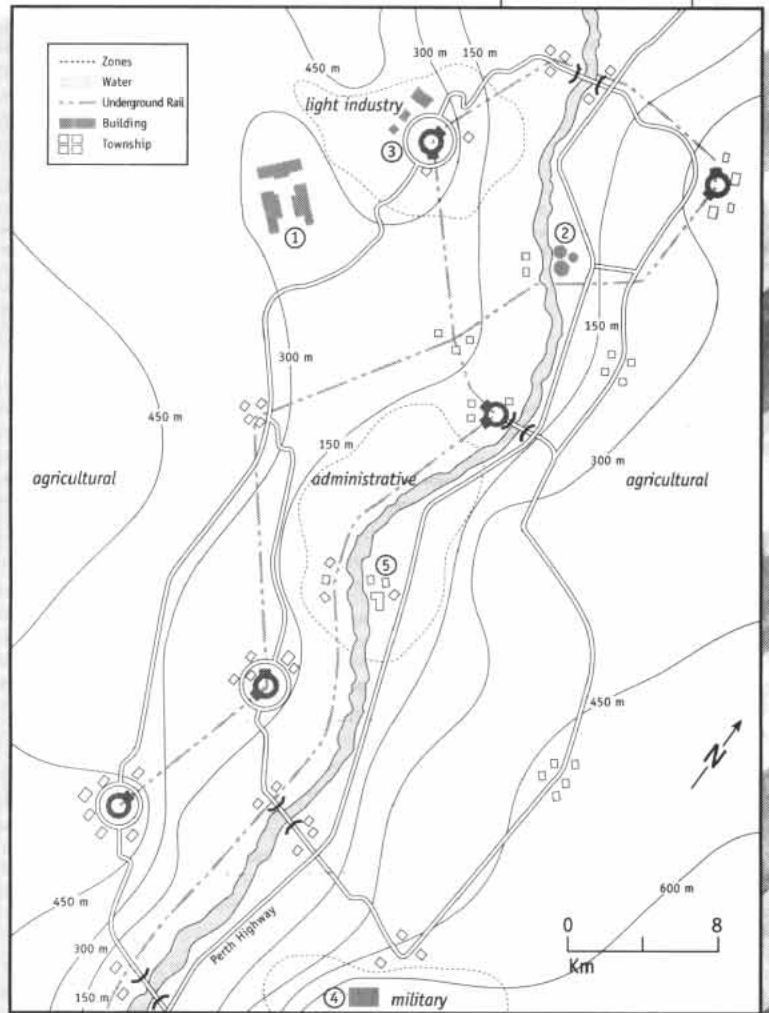 Zones
Water
Underground Rail
Building
Township
450 m
300 m
150 m
light industry
3
1
2
150 m
300 m
450 m
150 m
300 m
agricultural
administrative
agricultural
5
450 m
N
600 m
0 8
Km
450 m
Perth Highway
300 m
150 m
4 military